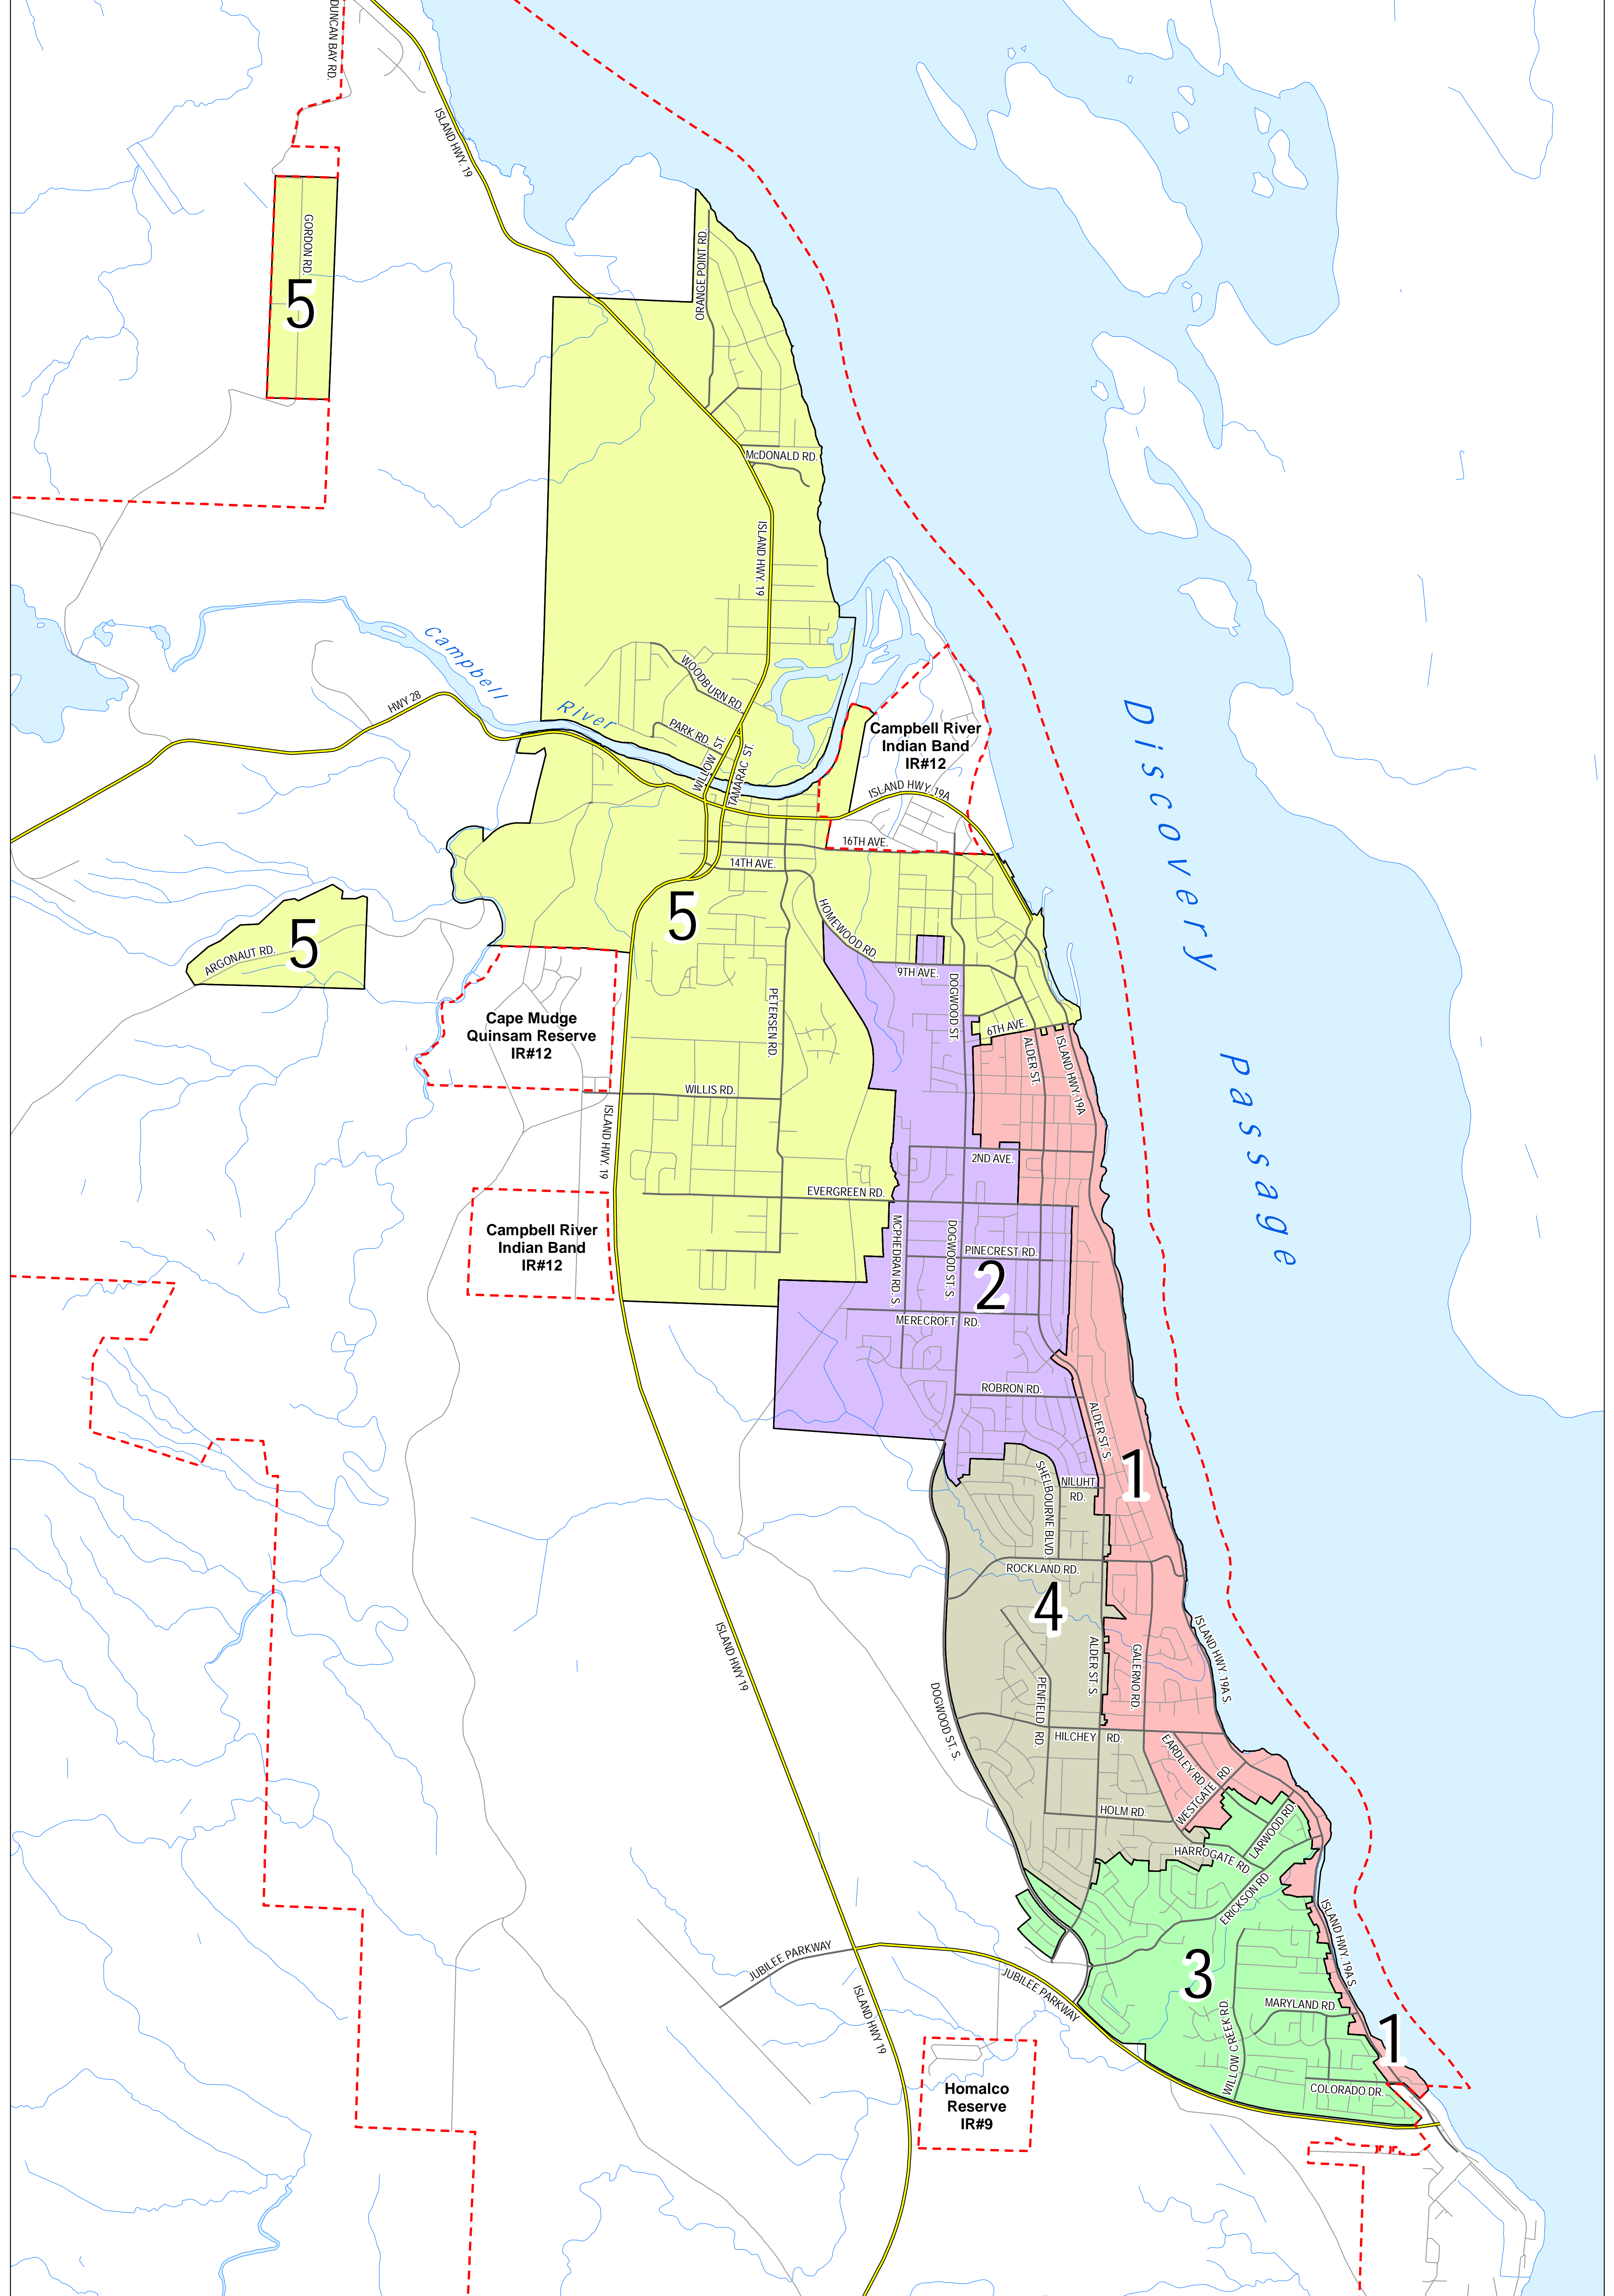 DUNCAN BAY RD.
ISLAND HWY. 19
GORDON RD.
5
ORANGE POINT RD.
McDONALD RD.
ISLAND HWY. 19
Campbell
River
HWY 28
WOODBURN RD.
PARK RD.
WILLOW ST.
TAMARAC ST.
Campbell River
Indian Band
IR#12
ISLAND HWY. 19A
16TH AVE.
14TH AVE.
Discovery
Passage
5
HOMEWOOD RD.
ARGONAUT RD.
5
9TH AVE.
DOGWOOD ST.
PETERSEN RD.
6TH AVE.
ALDER ST.
ISLAND HWY. 19A
Cape Mudge
Quinsam Reserve
IR#12
WILLIS RD.
ISLAND HWY. 19
2ND AVE.
EVERGREEN RD.
Campbell River
Indian Band
IR#12
MCPHEDRAN RD. S.
DOGWOOD ST. S.
PINECREST RD.
2
MERECROFT RD.
ROBRON RD.
ALDER ST. S
1
SHELBOURNE BLVD.
NILUHT
RD.
ROCKLAND RD.
4
ISLAND HWY 19
DOGWOOD ST. S.
PENFIELD RD.
ALDER ST. S.
GALERNO RD.
ISLAND HWY. 19A S.
HILCHEY RD.
EARDLEY RD.
WESTGATE RD.
HOLM RD.
LARWOOD RD.
HARROGATE RD.
ERICKSON RD.
ISLAND HWY. 19A S.
JUBILEE PARKWAY
JUBILEE PARKWAY
3
ISLAND HWY 19
MARYLAND RD.
WILLOW CREEK RD.
1
COLORADO DR.
Homalco
Reserve
IR#9